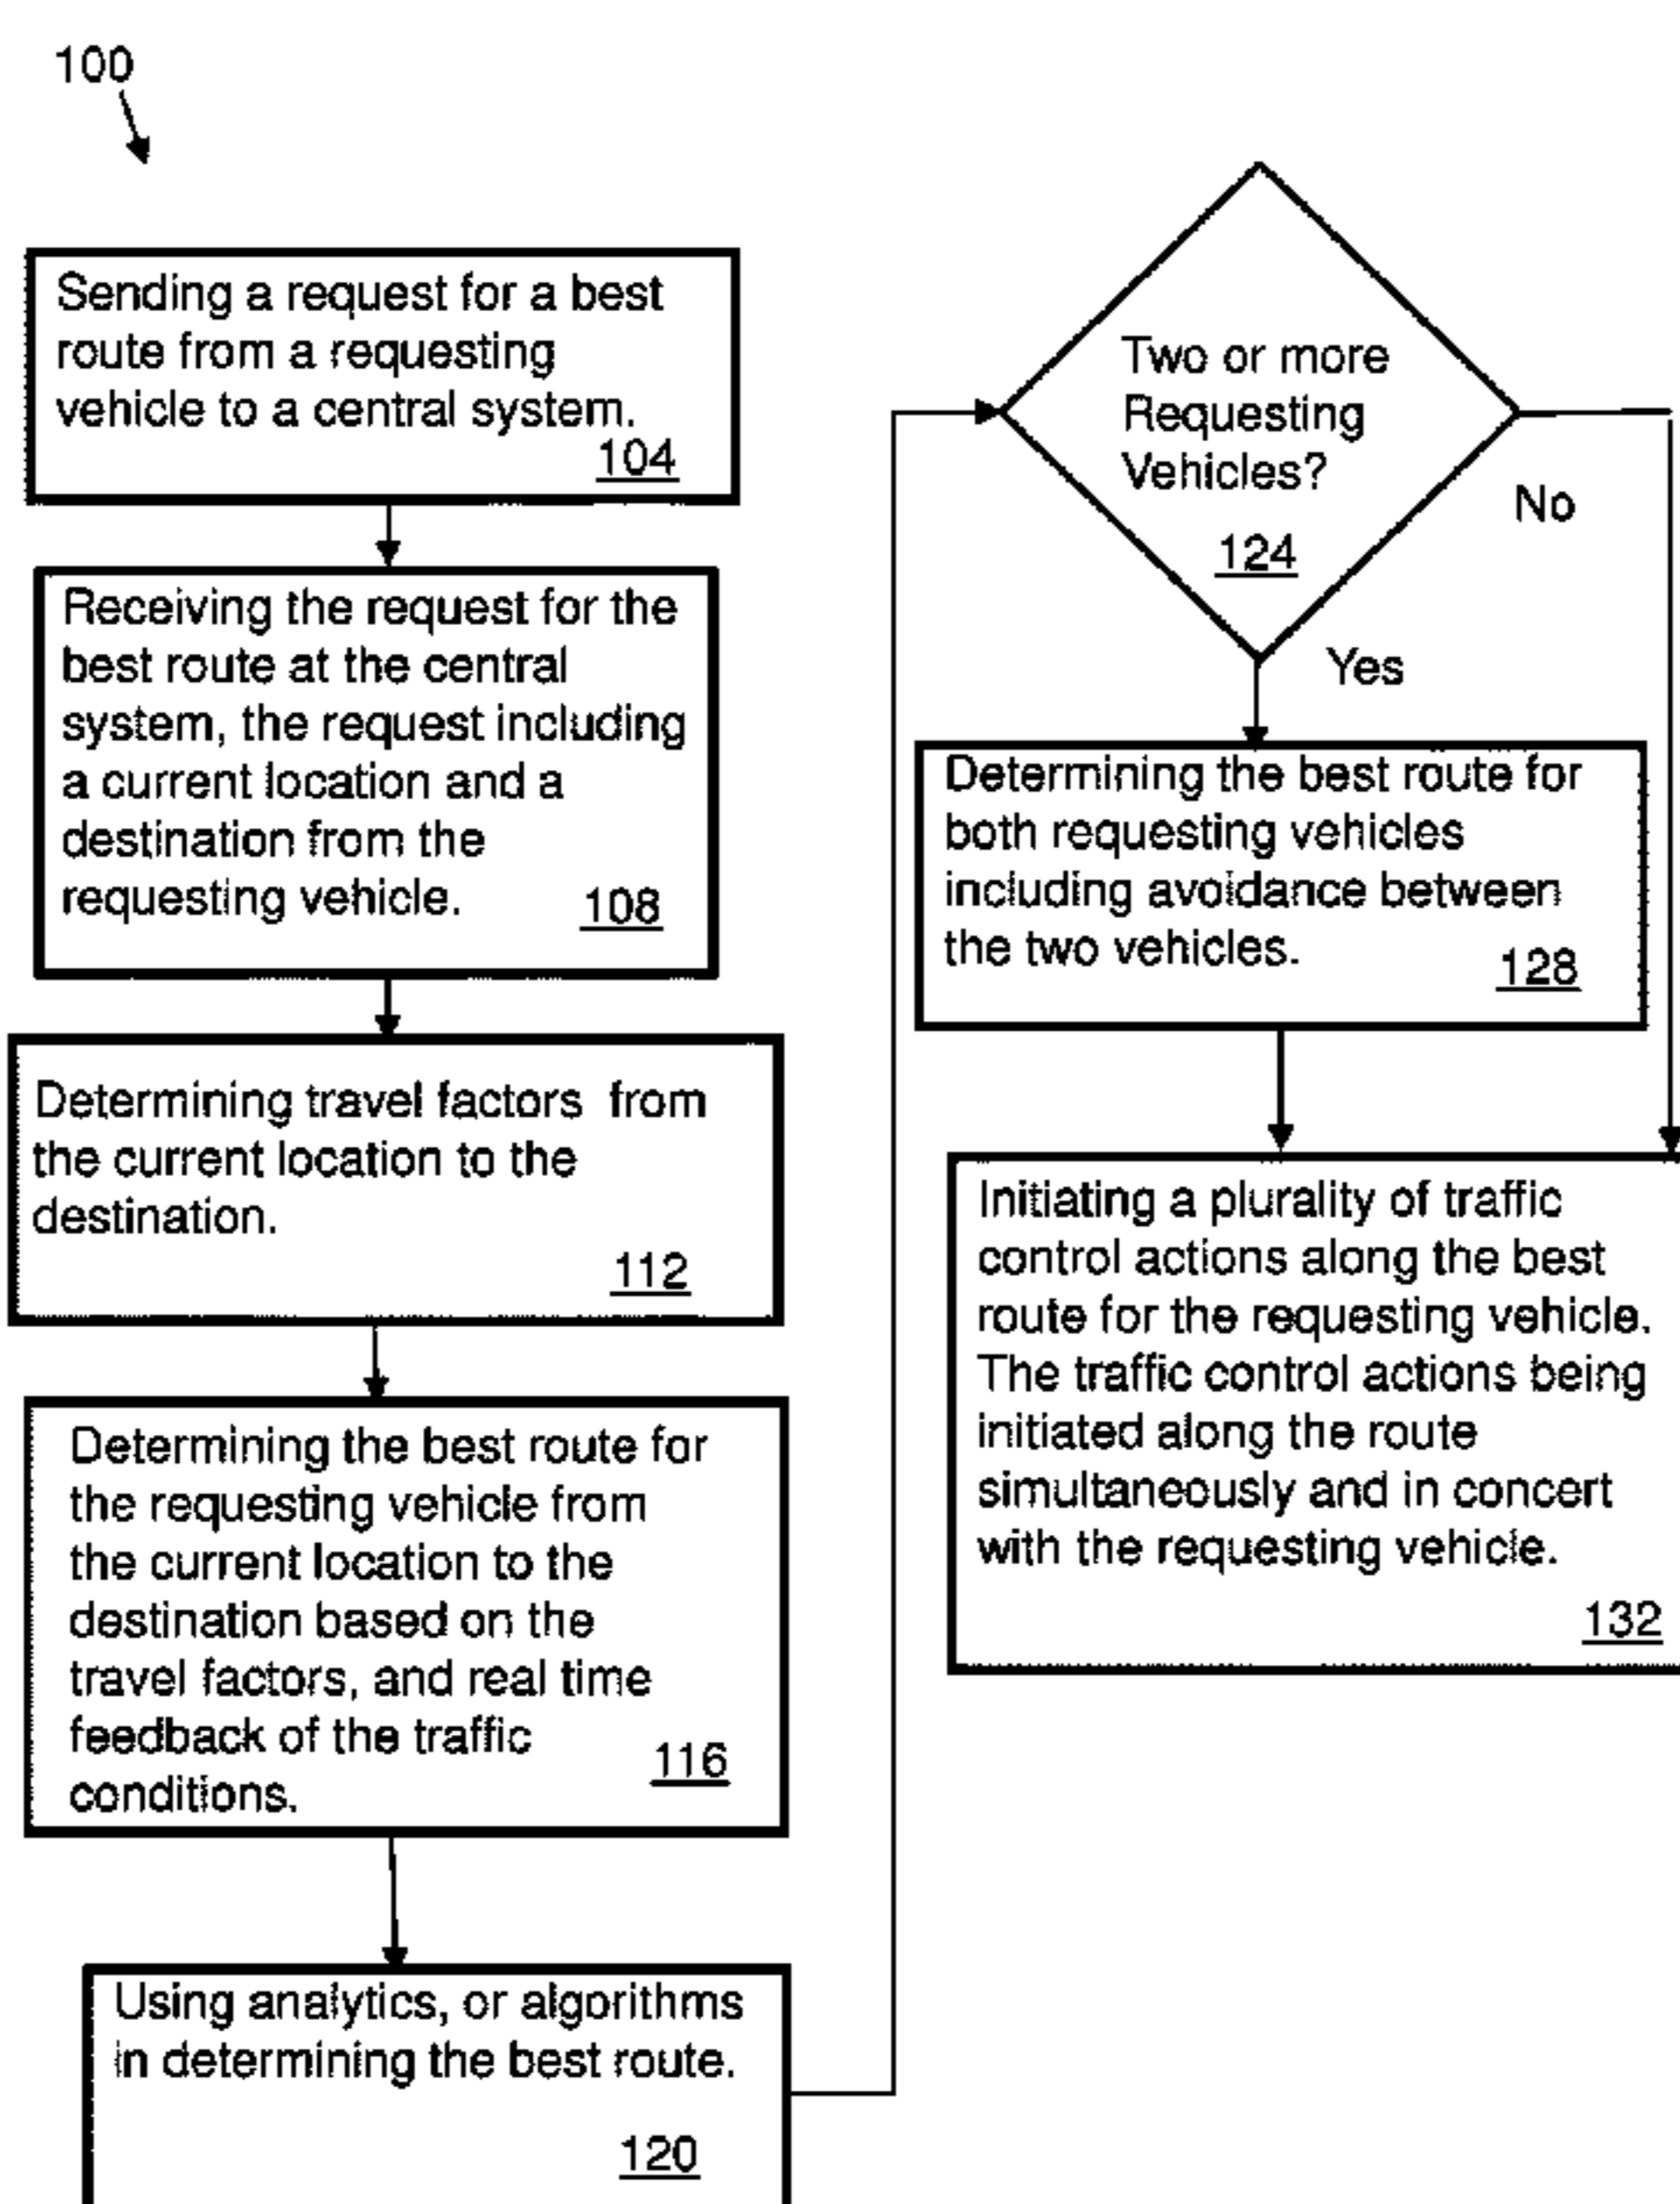 100
Sending a request for a best
route from a requesting
vehicle to a central system.
104
Receiving the request for the
best route at the central
system, the request including
a current location and a
destination from the
requesting vehicle.
108
Determining travel factors from
the current location to the
destination.
112
Determining the best route for
the requesting vehicle from
the current location to the
destination based on the
travel factors, and real time
feedback of the traffic
conditions.
116
Using analytics, or algorithms
in determining the best route.
120
Two or more
Requesting
Vehicles?
124
No
Yes
Determining the best route for
both requesting vehicles
including avoidance between
the two vehicles.
128
Initiating a plurality of traffic
control actions along the best
route for the requesting vehicle.
The traffic control actions being
initiated along the route
simultaneously and in concert
with the requesting vehicle.
132